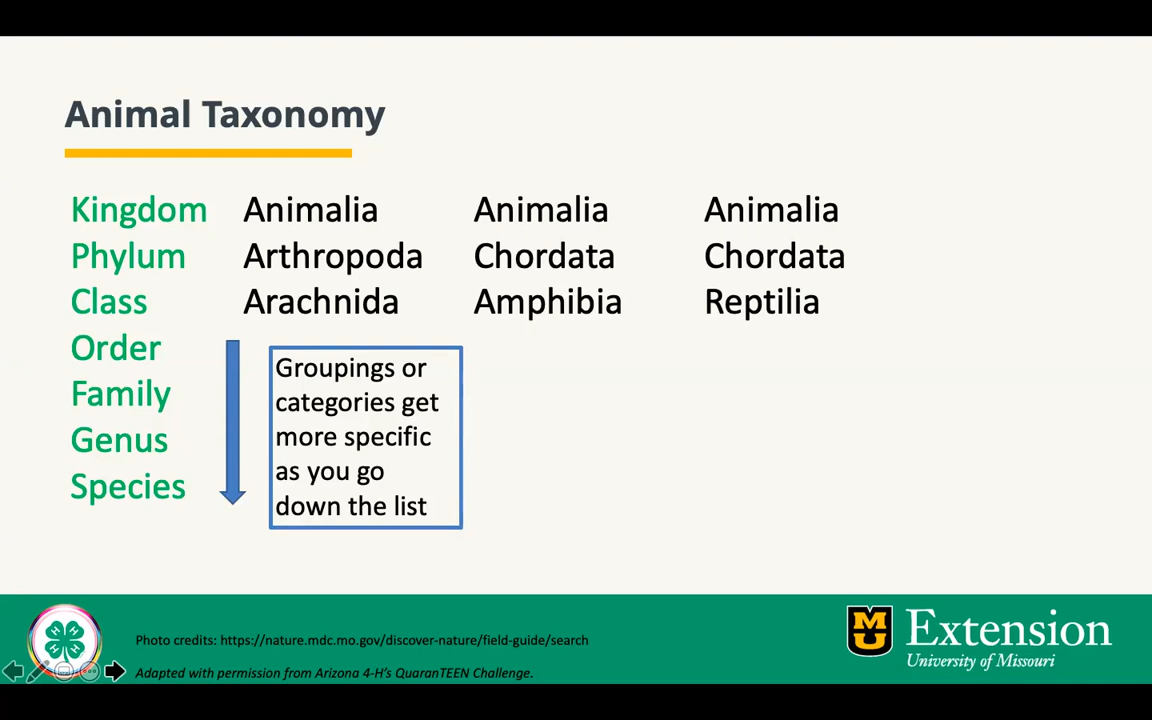 Animal Taxonomy
Kingdom Animalia Animalia Animalia
Phylum Arthropoda Chordata Chordata
Class Arachnida Amphibia Reptilia
Order
Family
Genus
Species
Groupings or
categories get
more specific
as you go
down the list
Photo credits: https://nature.mdc.mo.gov/discover-nature/field-guide/search
Adapted with permission from Arizona 4-H's QuaranTEEN Challenge.
H H H H
MU
Extension
University of Missouri